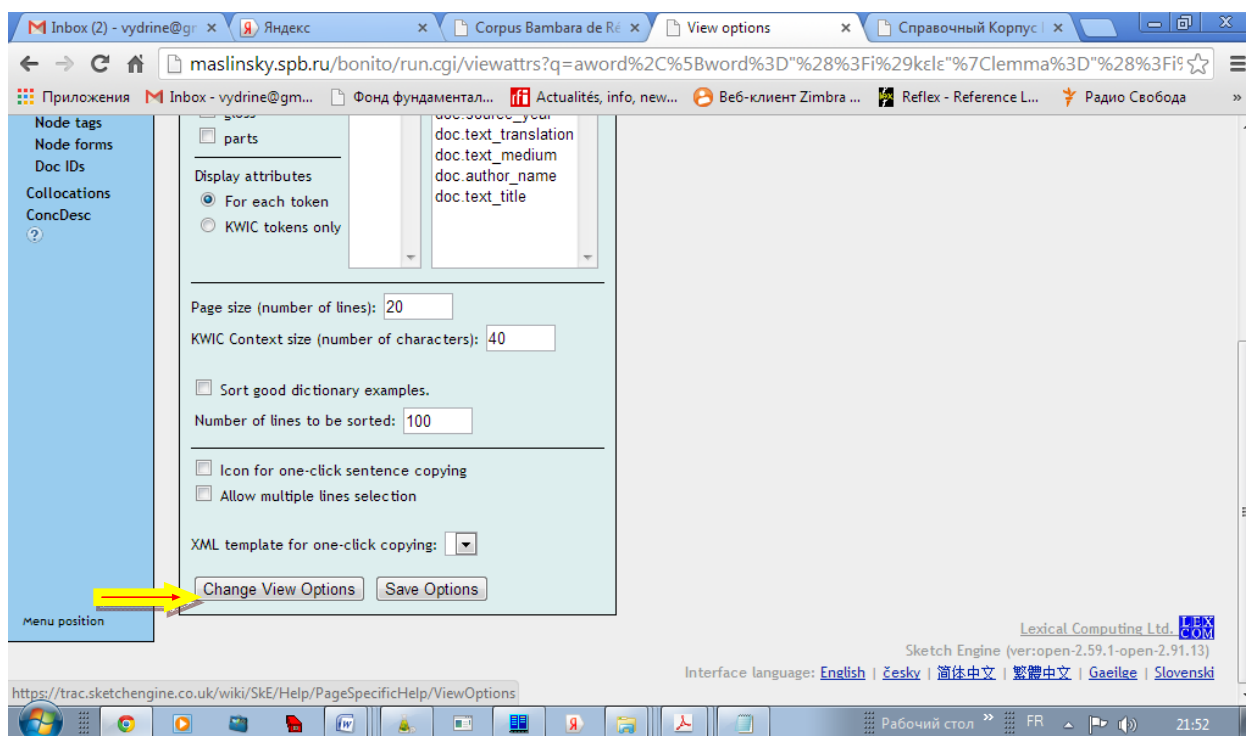 Inbox (2) - vydrine@gr
Яндекс
Corpus Bambara de Ré
View options
Справочный Корпус
maslinsky.spb.ru/bonito/run.cgi/viewattrs?q=aword%2C%5Bword%3D"%28%3Fi%29kɛlɛ"%7Clemma%3D"%28%3Fi%
Приложения
Inbox - vydrine@gm...
Фонд фундаментал...
Actualités, info, new...
Веб-клиент Zimbra ...
Reflex - Reference L...
Радио Свобода
»
Node tags
Node forms
Doc IDs
Collocations
ConcDesc
?
Menu position
gloss
parts
Display attributes
For each token
KWIC tokens only
doc.source_year
doc.text_translation
doc.text_medium
doc.author_name
doc.text_title
Page size (number of lines): 20
KWIC Context size (number of characters): 40
Sort good dictionary examples.
Number of lines to be sorted: 100
Icon for one-click sentence copying
Allow multiple lines selection
XML template for one-click copying:
Change View Options Save Options
Lexical Computing Ltd. LEX COM
Sketch Engine (ver:open-2.59.1-open-2.91.13)
Interface language: English | česky | 简体中文 | 繁體中文 | Gaeilge | Slovenski
https://trac.sketchengine.co.uk/wiki/SkE/Help/PageSpecificHelp/ViewOptions
Рабочий стол » FR 21:52